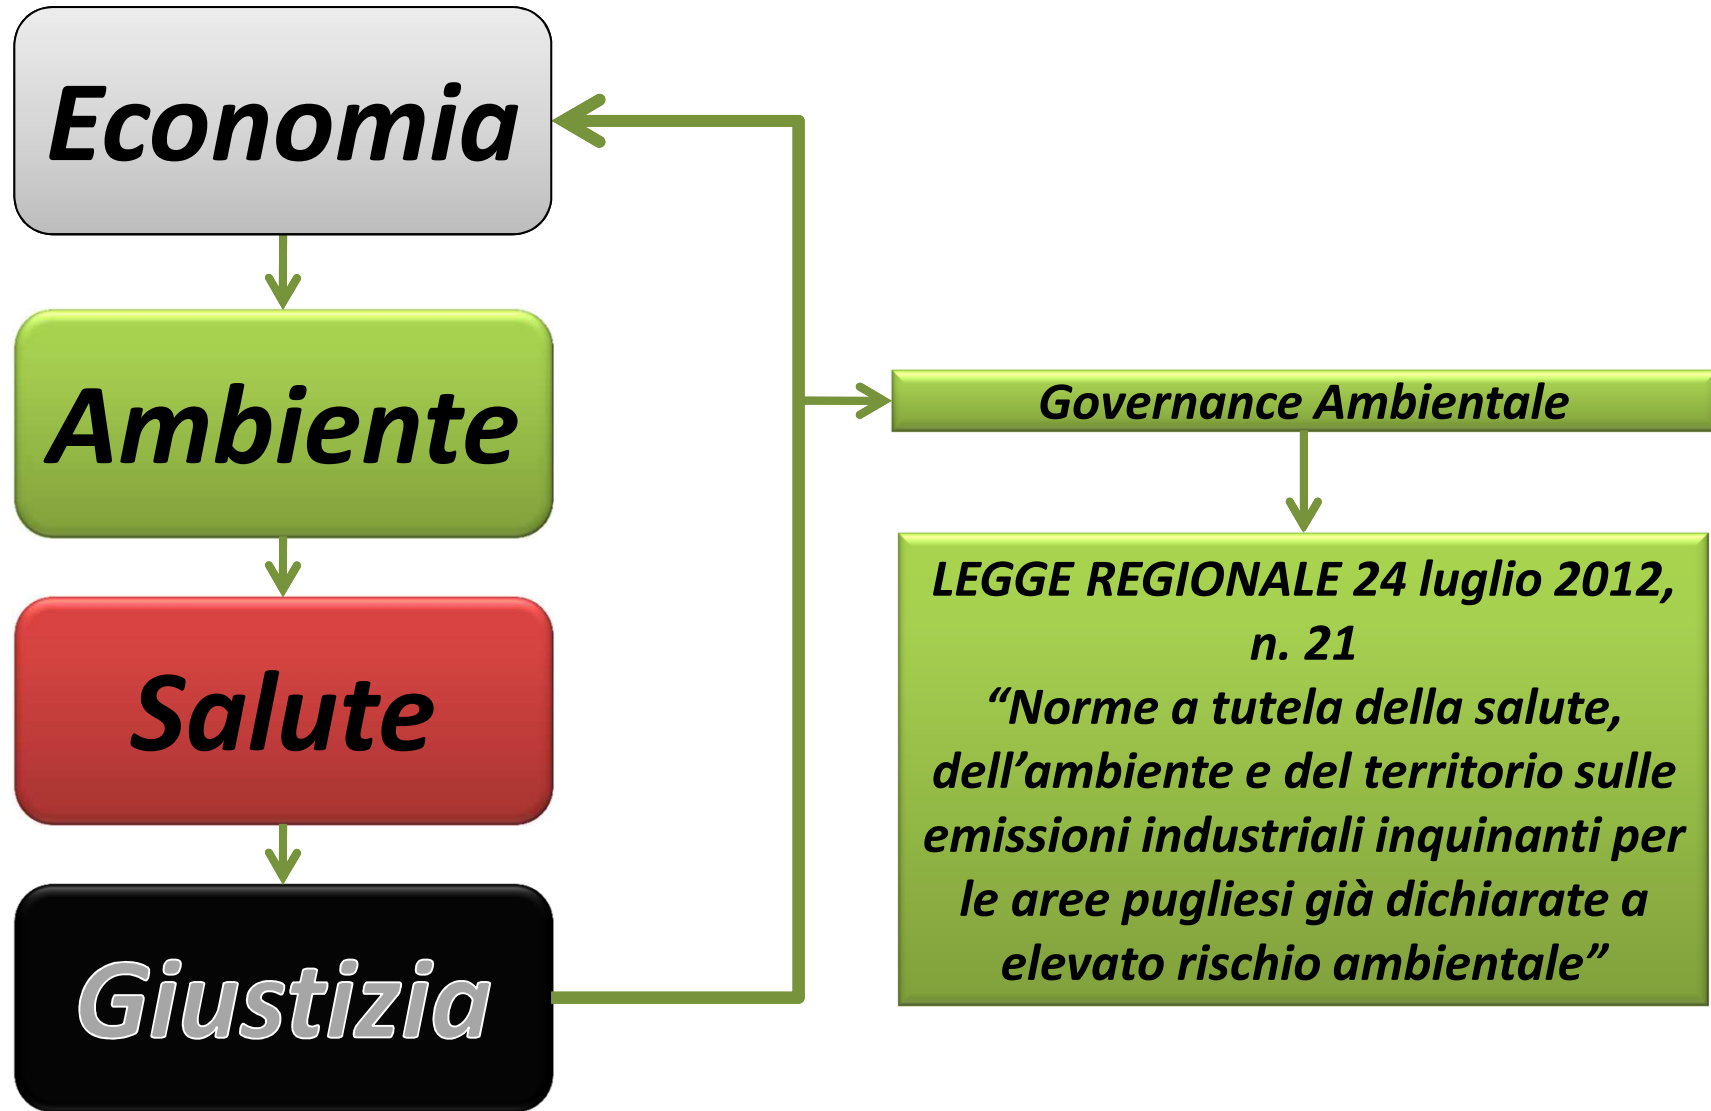 Economia
Ambiente
Salute
Giustizia
Governance Ambientale
LEGGE REGIONALE 24 luglio 2012,
n. 21
“Norme a tutela della salute,
dell’ambiente e del territorio sulle
emissioni industriali inquinanti per
le aree pugliesi già dichiarate a
elevato rischio ambientale”